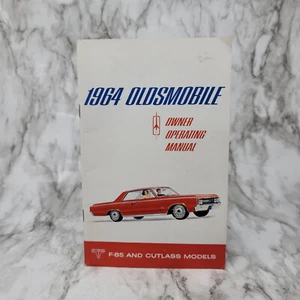 1964 OLDSMOBILE
OWNER
OPERATING
MANUAL
F-85 AND CUTLASS MODELS